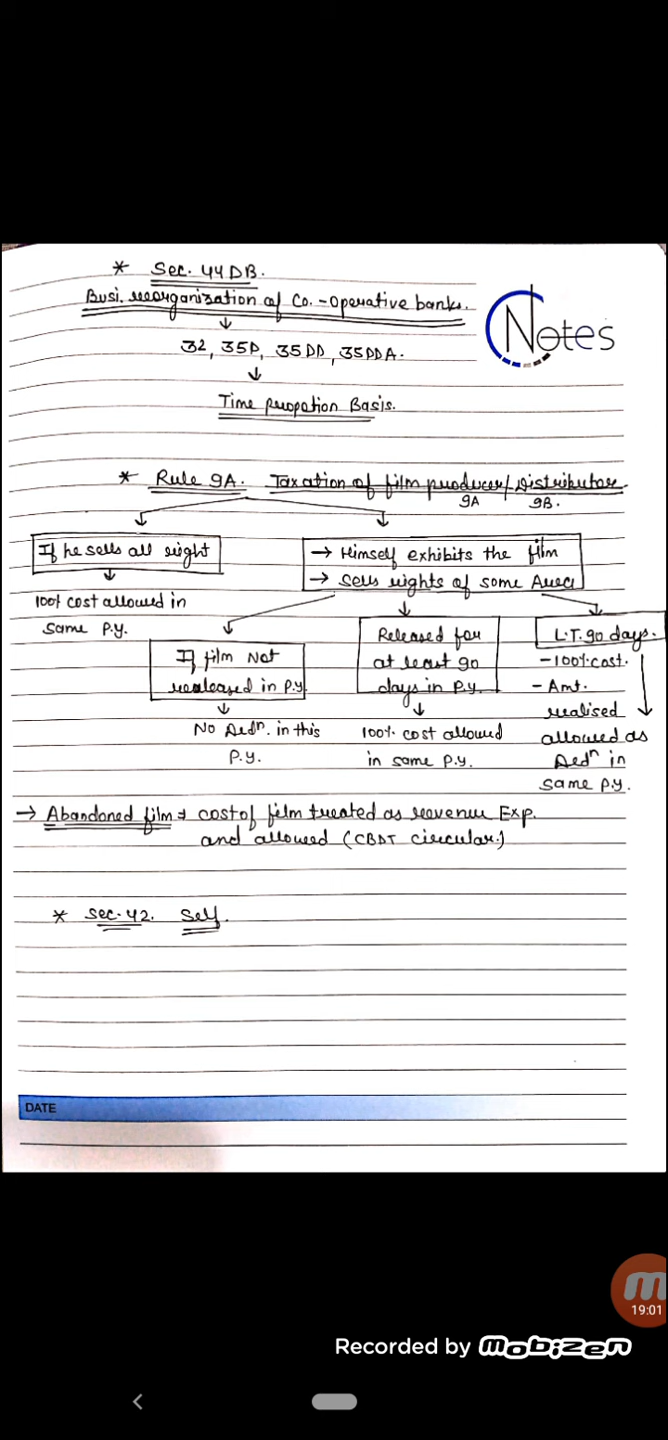 * Sec. 44DB.
Busi. reorganization of Co.-Operative banks.
Notes
32, 35D, 35DD, 35DDA.
Time propotion Basis.
* Rule 9A. Taxation of film producer/Distributor
9A 9B.
If he sells all right
100% cost allowed in
same P.Y.
→ Himself exhibits the film
→ Sells rights of some Area
If film Not
realeased in P.Y.
No Dedn. in this
P.Y.
Released for
at least 90
days in P.Y.
100% cost allowed
in same P.Y.
L.T. 90 days.
- 100% cost.
- Amt.
realised
allowed as
Dedn in
same P.Y.
→ Abandoned film ⇒ cost of film treated as revenue Exp.
and allowed (CBDT circular.)
* Sec. 42. Self.
DATE
19:01
Recorded by mobizen